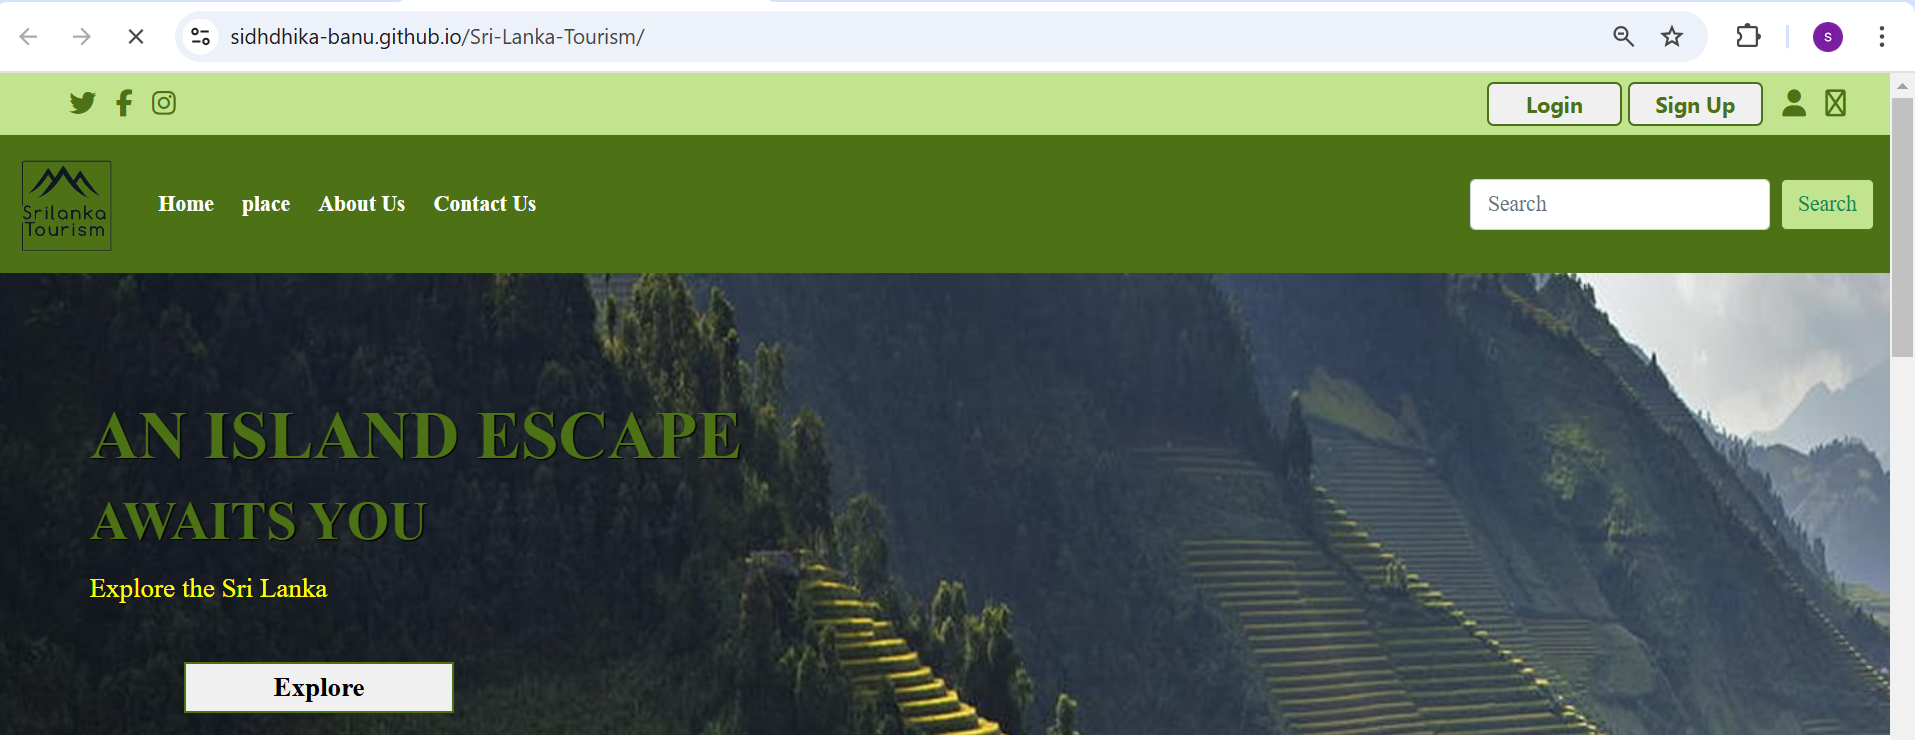 sidhdhika-banu.github.io/Sri-Lanka-Tourism/
s
Login
Sign Up
Srilanka
Tourism
Home
place
About Us
Contact Us
Search
Search
AN ISLAND ESCAPE
AWAITS YOU
Explore the Sri Lanka
Explore